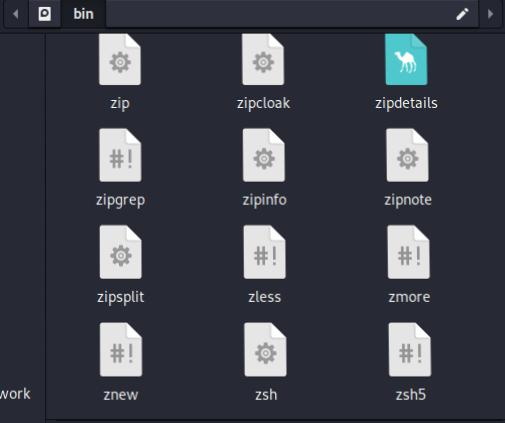 bin
zip zipcloak zipdetails
#! 
zipgrep zipinfo zipnote
#! #!
zipsplit zless zmore
#! #!
znew zsh zsh5
work